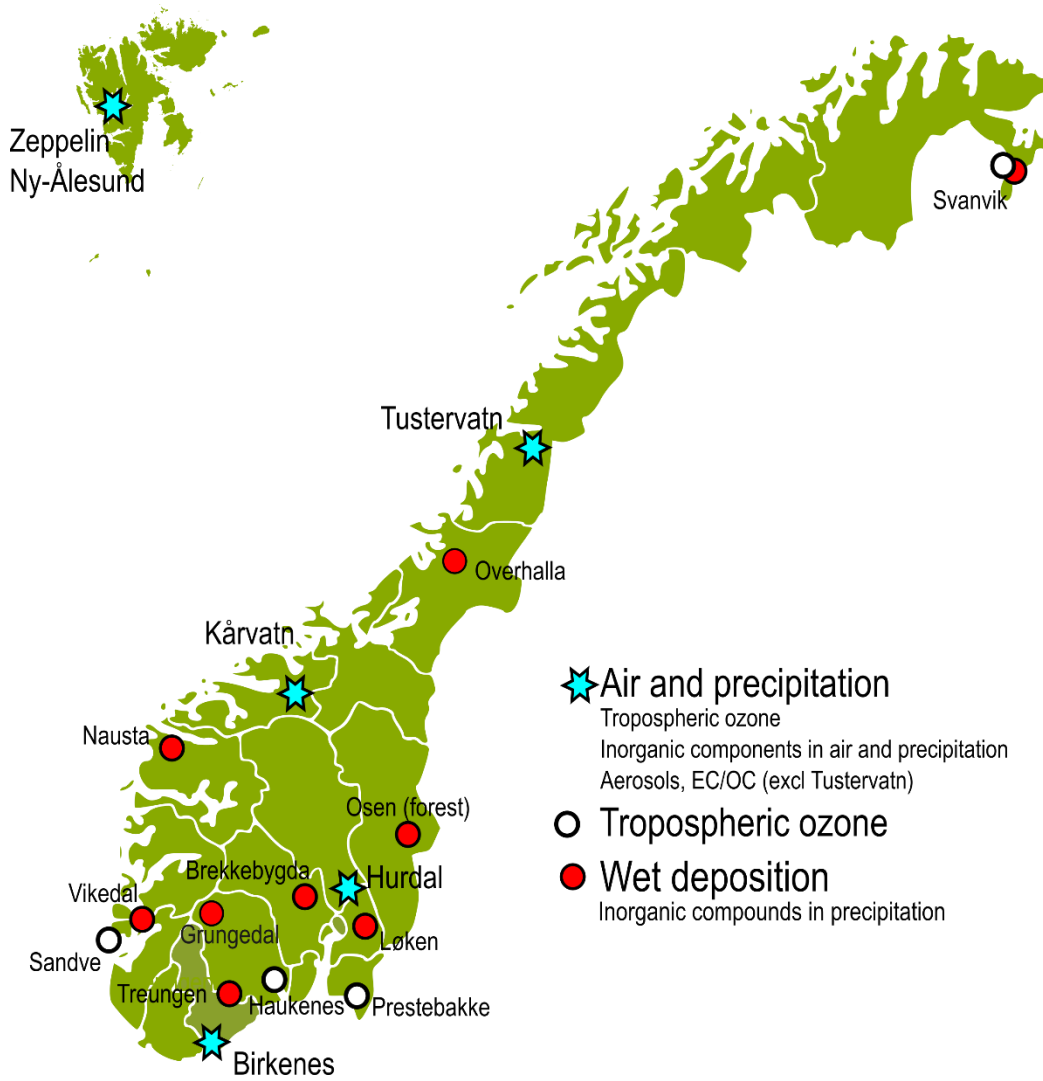 Zeppelin
Ny-Ålesund
Svanvik
Tustervatn
Overhalla
Kårvatn
Air and precipitation
Tropospheric ozone
Inorganic components in air and precipitation
Aerosols, EC/OC (excl Tustervatn)
Nausta
Osen (forest)
Tropospheric ozone
Brekkebygda
Hurdal
Wet deposition
Inorganic compounds in precipitation
Vikedal
Grungedal
Løken
Sandve
Treungen
Haukenes
Prestebakke
Birkenes